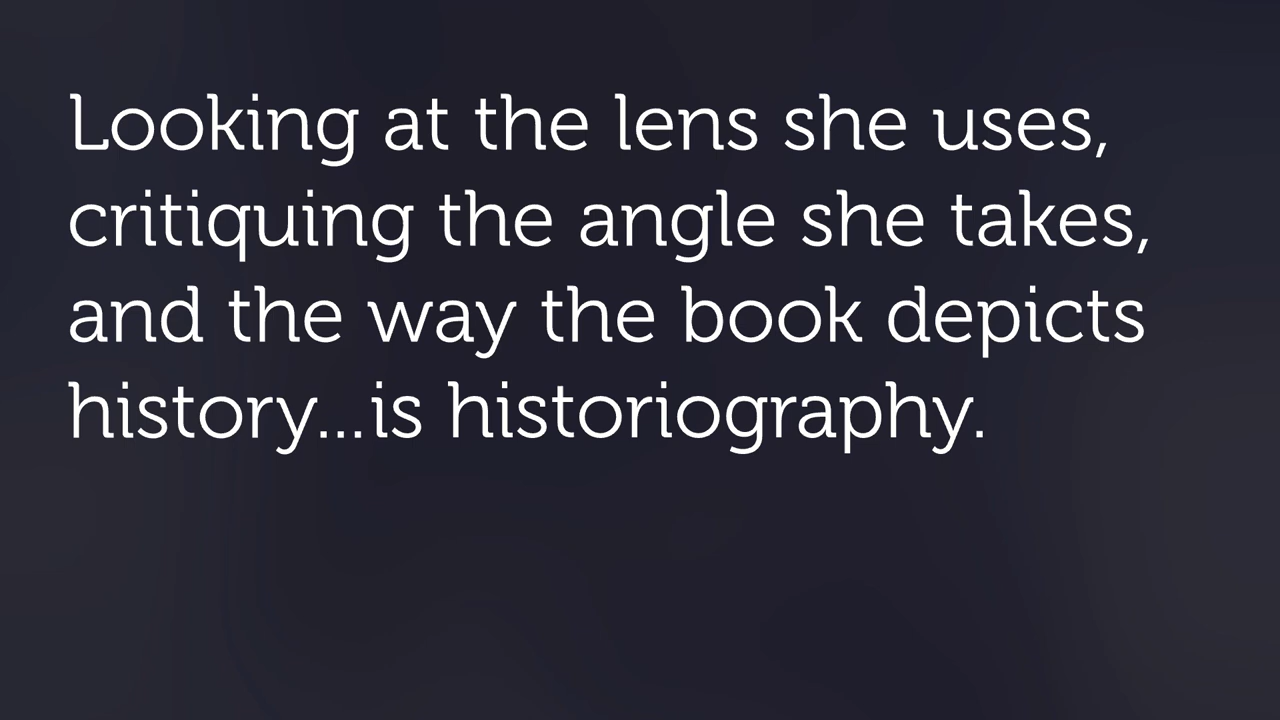 Looking at the lens she uses,
critiquing the angle she takes,
and the way the book depicts
history...is historiography.